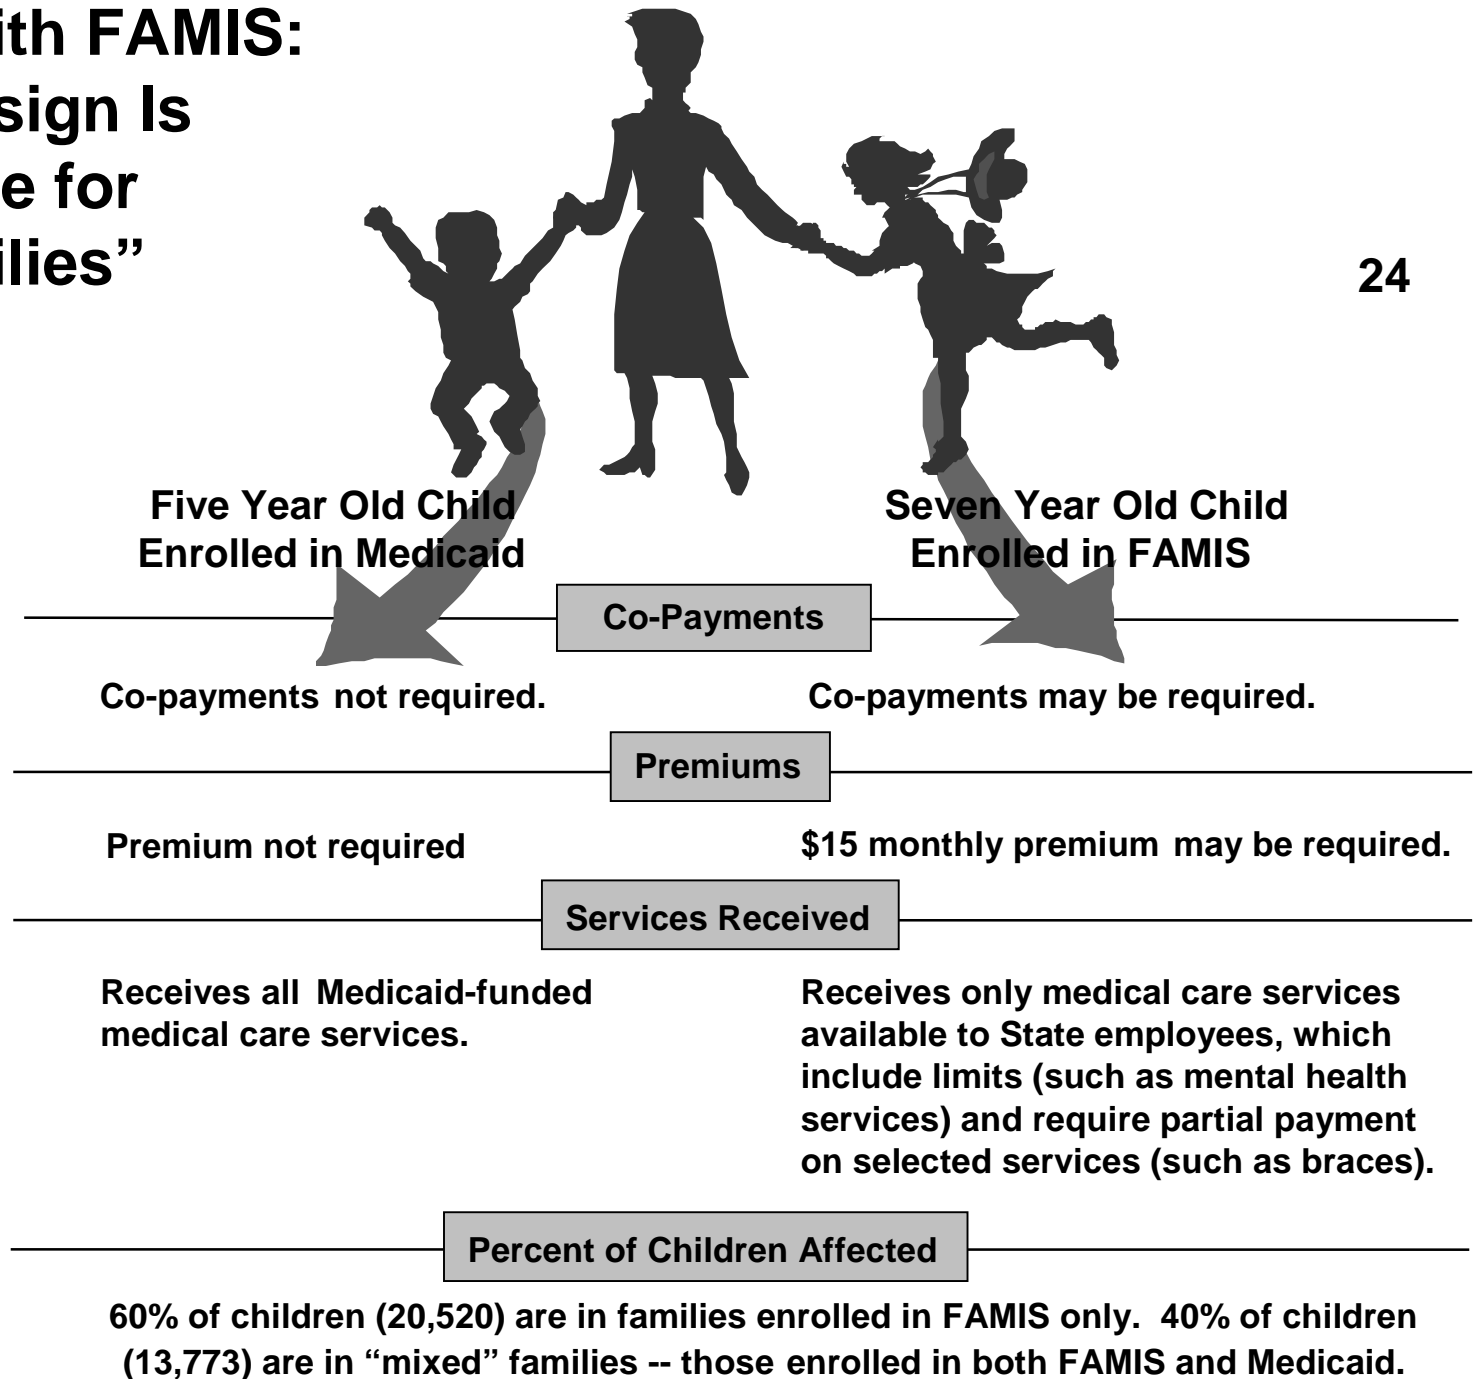 ith FAMIS:
sign Is
e for
ilies”
24
Five Year Old Child
Enrolled in Medicaid
Seven Year Old Child
Enrolled in FAMIS
Co-Payments
Co-payments not required.
Co-payments may be required.
Premiums
Premium not required
$15 monthly premium may be required.
Services Received
Receives all Medicaid-funded
medical care services.
Receives only medical care services
available to State employees, which
include limits (such as mental health
services) and require partial payment
on selected services (such as braces).
Percent of Children Affected
60% of children (20,520) are in families enrolled in FAMIS only. 40% of children
(13,773) are in “mixed” families -- those enrolled in both FAMIS and Medicaid.